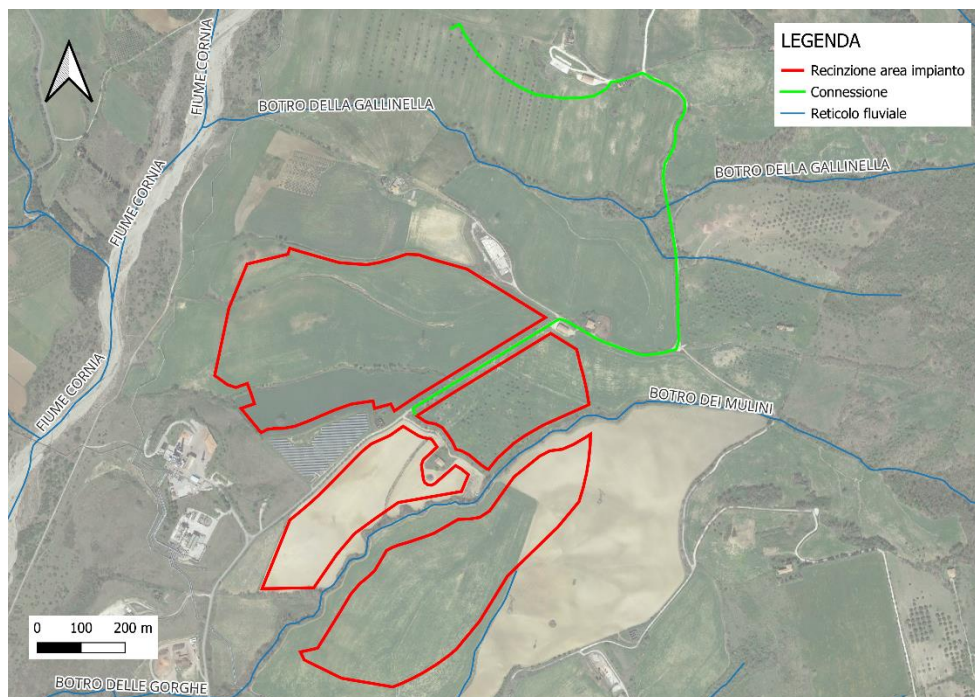 LEGENDA
Recinzione area impianto
Connessione
Reticolo fluviale
FIUME CORNIA
BOTRO DELLA GALLINELLA
BOTRO DELLA GALLINELLA
FIUME CORNIA
FIUME CORNIA
BOTRO DEI MULINI
0 100 200 m
BOTRO DELLE GORGHE